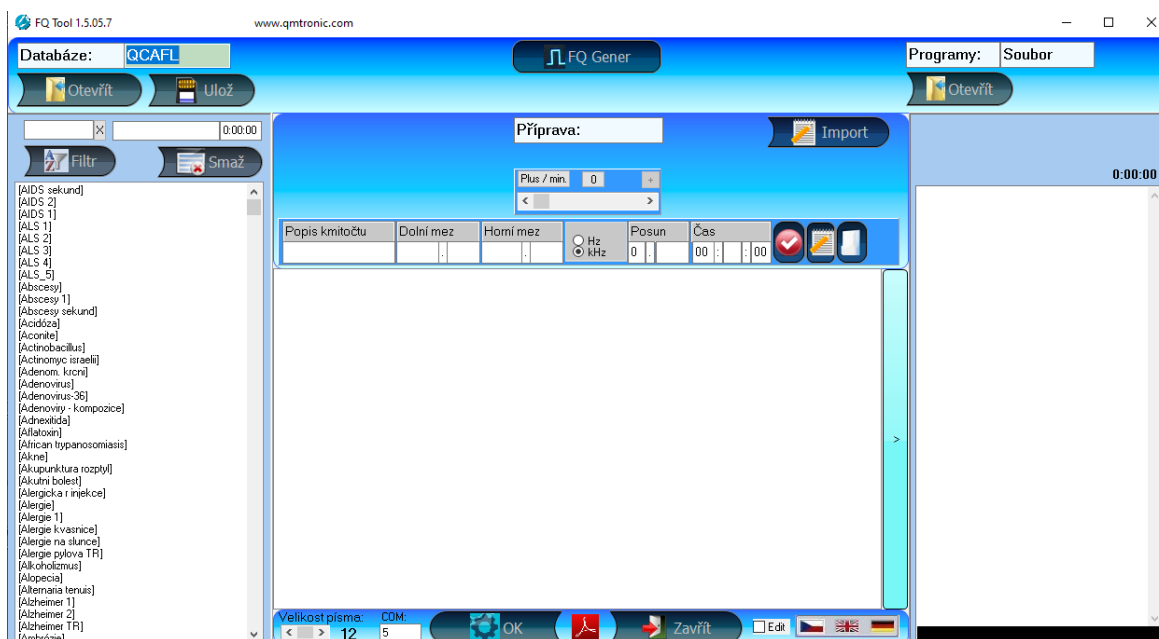 FQ Tool 1.5.05.7 www.qmtronic.com
Databáze: QCAFL
FQ Gener
Programy: Soubor
Otevřít Ulož
Otevřít
X 0:00:00
Filtr Smaž
Příprava:
Import
0:00:00
Plus / min. 0 +
< >
Popis kmitočtu Dolní mez Horní mez Hz kHz Posun Čas
. . 0 . 00 : : 00
[AIDS sekund]
[AIDS 2]
[AIDS 1]
[ALS 1]
[ALS 2]
[ALS 3]
[ALS 4]
[ALS_5]
[Abscesy]
[Abscesy 1]
[Abscesy sekund]
[Acidóza]
[Aconite]
[Actinobacillus]
[Actinomyc israelii]
[Adenom. krcni]
[Adenovirus]
[Adenovirus-36]
[Adenoviry - kompozice]
[Adnexitida]
[Aflatoxin]
[African trypanosomiasis]
[Akne]
[Akupunktura rozptyl]
[Akutni bolest]
[Alergicka r injekce]
[Alergie]
[Alergie 1]
[Alergie kvasnice]
[Alergie na slunce]
[Alergie pylova TR]
[Alkoholizmus]
[Alopecia]
[Alternaria tenuis]
[Alzheimer 1]
[Alzheimer 2]
[Alzheimer TR]
[Ambrózie]
>
Velikost písma: COM:
< > 12 5
OK
Zavřít
Edit